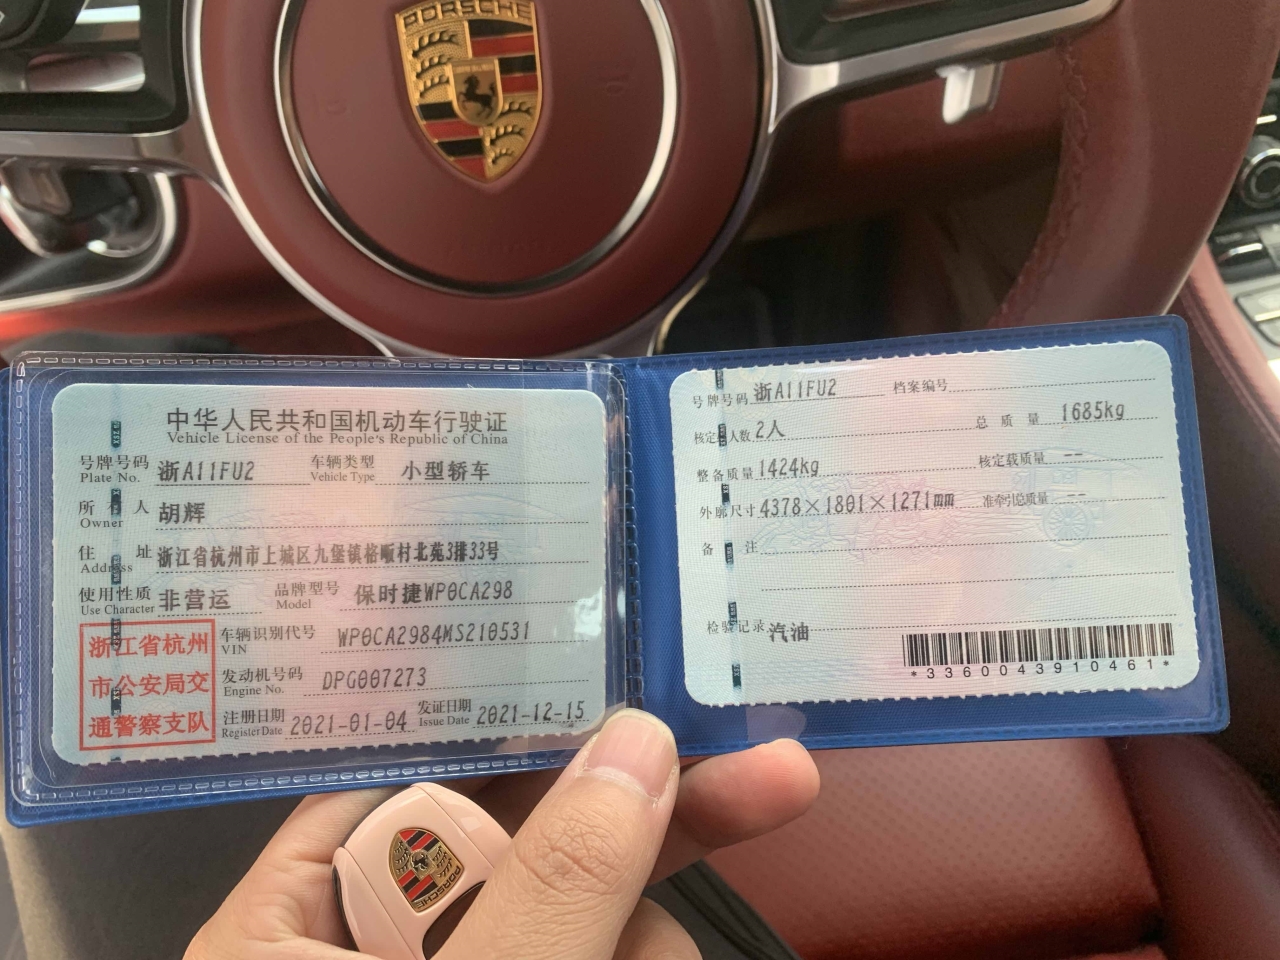 PORSCHE
中华人民共和国机动车行驶证
Vehicle License of the People's Republic of China
号牌号码 浙A11FU2 车辆类型 小型轿车
Plate No. Vehicle Type
所有人 胡辉
Owner
住址 浙江省杭州市上城区九堡镇格畈村北苑3排33号
Address
使用性质 非营运 品牌型号 保时捷WP0CA298
Use Character Model
浙江省杭州
市公安局交
通警察支队
车辆识别代号 WP0CA2984MS210531
VIN
发动机号码 DPG007273
Engine No.
注册日期 2021-01-04 发证日期 2021-12-15
Register Date Issue Date
号牌号码 浙A11FU2 档案编号
核定人数 2人 总质量 1685kg
整备质量 1424kg 核定载质量 --
外廓尺寸 4378×1801×1271mm 准牵引总质量 --
备注
检验记录 汽油
*3360043910461*
PORSCHE